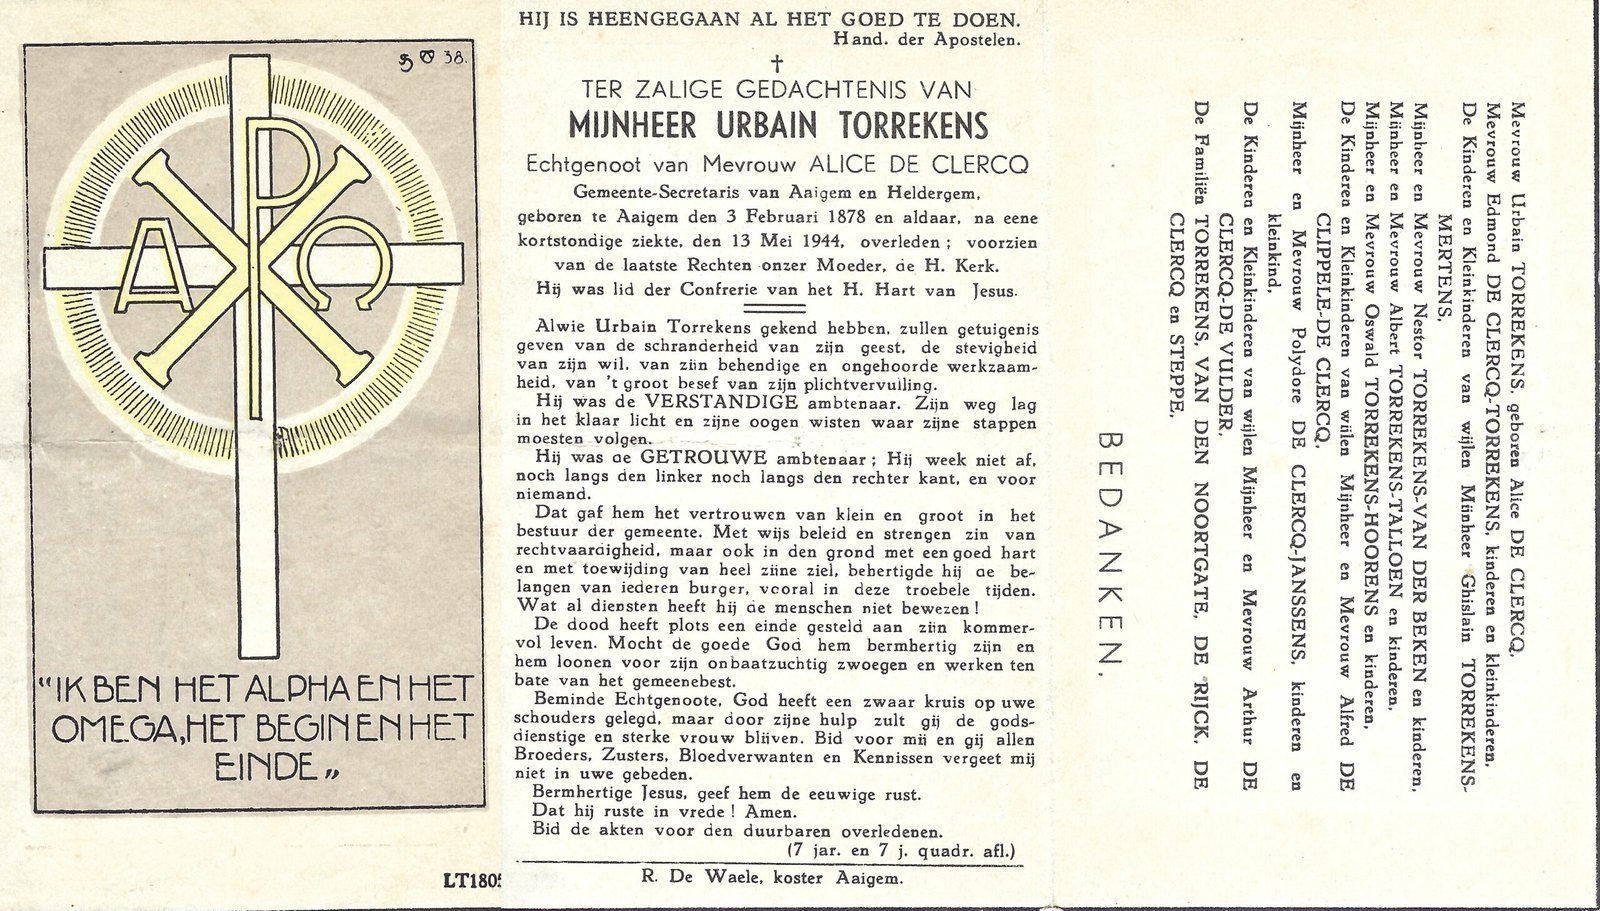 38.
A
"IK BEN HET ALPHA EN HET
OMEGA, HET BEGIN EN HET
EINDE„
LT1805
HIJ IS HEENGEGAAN AL HET GOED TE DOEN.
Hand. der Apostelen.
†
TER ZALIGE GEDACHTENIS VAN
MIJNHEER URBAIN TORREKENS
Echtgenoot van Mevrouw ALICE DE CLERCQ
Gemeente-Secretaris van Aaigem en Heldergem,
geboren te Aaigem den 3 Februari 1878 en aldaar, na eene
kortstondige ziekte, den 13 Mei 1944, overleden ; voorzien
van de laatste Rechten onzer Moeder, de H. Kerk.
Hij was lid der Confrerie van het H. Hart van Jesus.
Alwie Urbain Torrekens gekend hebben, zullen getuigenis
geven van de schranderheid van zijn geest, de stevigheid
van zijn wil, van zijn behendige en ongehoorde werkzaam-
heid, van 't groot besef van zijn plichtvervulling.
Hij was de VERSTANDIGE ambtenaar. Zijn weg lag
in het klaar licht en zijne oogen wisten waar zijne stappen
moesten volgen.
Hij was de GETROUWE ambtenaar ; Hij week niet af,
noch langs den linker noch langs den rechter kant, en voor
niemand.
Dat gaf hem het vertrouwen van klein en groot in het
bestuur der gemeente. Met wijs beleid en strengen zin van
rechtvaardigheid, maar ook in den grond met een goed hart
en met toewijding van heel zijne ziel, behertigde hij de be-
langen van iederen burger, vooral in deze troebele tijden.
Wat al diensten heeft hij de menschen niet bewezen !
De dood heeft plots een einde gesteld aan zijn kommer-
vol leven. Mocht de goede God hem bermhertig zijn en
hem loonen voor zijn onbaatzuchtig zwoegen en werken ten
bate van het gemeenebest.
Beminde Echtgenoote, God heeft een zwaar kruis op uwe
schouders gelegd, maar door zijne hulp zult gij de gods-
dienstige en sterke vrouw blijven. Bid voor mij en gij allen
Broeders, Zusters, Bloedverwanten en Kennissen vergeet mij
niet in uwe gebeden.
Bermhertige Jesus, geef hem de eeuwige rust.
Dat hij ruste in vrede ! Amen.
Bid de akten voor den duurbaren overledenen.
(7 jar. en 7 j. quadr. afl.)
R. De Waele, koster Aaigem.
Mevrouw Urbain TORREKENS, geboren Alice DE CLERCQ,
Mevrouw Edmond DE CLERCQ-TORREKENS, kinderen en kleinkinderen,
De Kinderen en Kleinkinderen van wijlen Mijnheer Ghislain TORREKENS-
MERTENS,
Mijnheer en Mevrouw Nestor TORREKENS-VAN DER BEKEN en kinderen,
Mijnheer en Mevrouw Albert TORREKENS-TALLOEN en kinderen,
Mijnheer en Mevrouw Oswald TORREKENS-HOORENS en kinderen,
De Kinderen en Kleinkinderen van wijlen Mijnheer en Mevrouw Alfred DE
CLIPPELE-DE CLERCQ,
Mijnheer en Mevrouw Polydore DE CLERCQ-JANSSENS, kinderen en
kleinkind,
De Kinderen en Kleinkinderen van wijlen Mijnheer en Mevrouw Arthur DE
CLERCQ-DE VULDER,
De Familiën TORREKENS, VAN DEN NOORTGATE, DE RIJCK, DE
CLERCQ en STEPPE,
BEDANKEN.